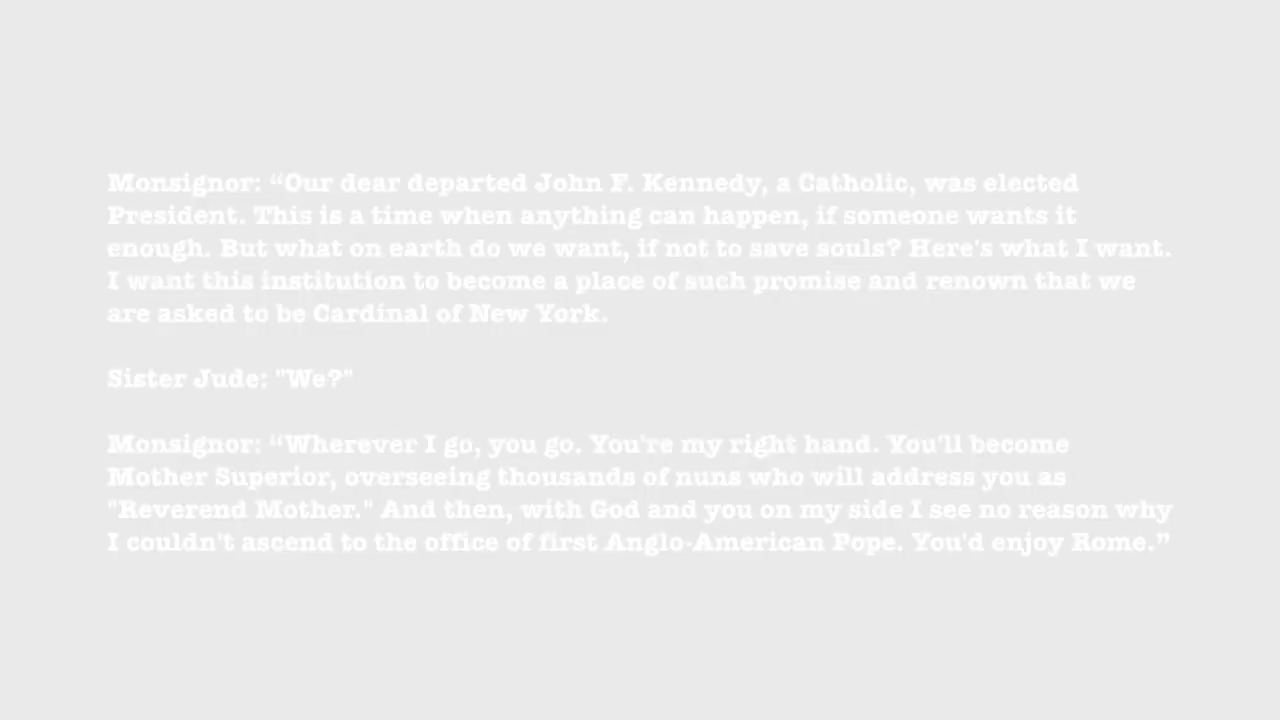 Monsignor: “Our dear departed John F. Kennedy, a Catholic, was elected
President. This is a time when anything can happen, if someone wants it
enough. But what on earth do we want, if not to save souls? Here's what I want.
I want this institution to become a place of such promise and renown that we
are asked to be Cardinal of New York.
Sister Jude: "We?"
Monsignor: “Wherever I go, you go. You're my right hand. You'll become
Mother Superior, overseeing thousands of nuns who will address you as
"Reverend Mother." And then, with God and you on my side I see no reason why
I couldn't ascend to the office of first Anglo-American Pope. You'd enjoy Rome.”